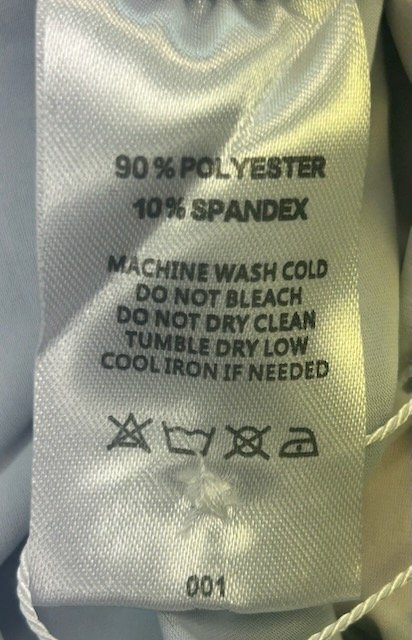 90 % POLYESTER
10% SPANDEX
MACHINE WASH COLD
DO NOT BLEACH
DO NOT DRY CLEAN
TUMBLE DRY LOW
COOL IRON IF NEEDED
001